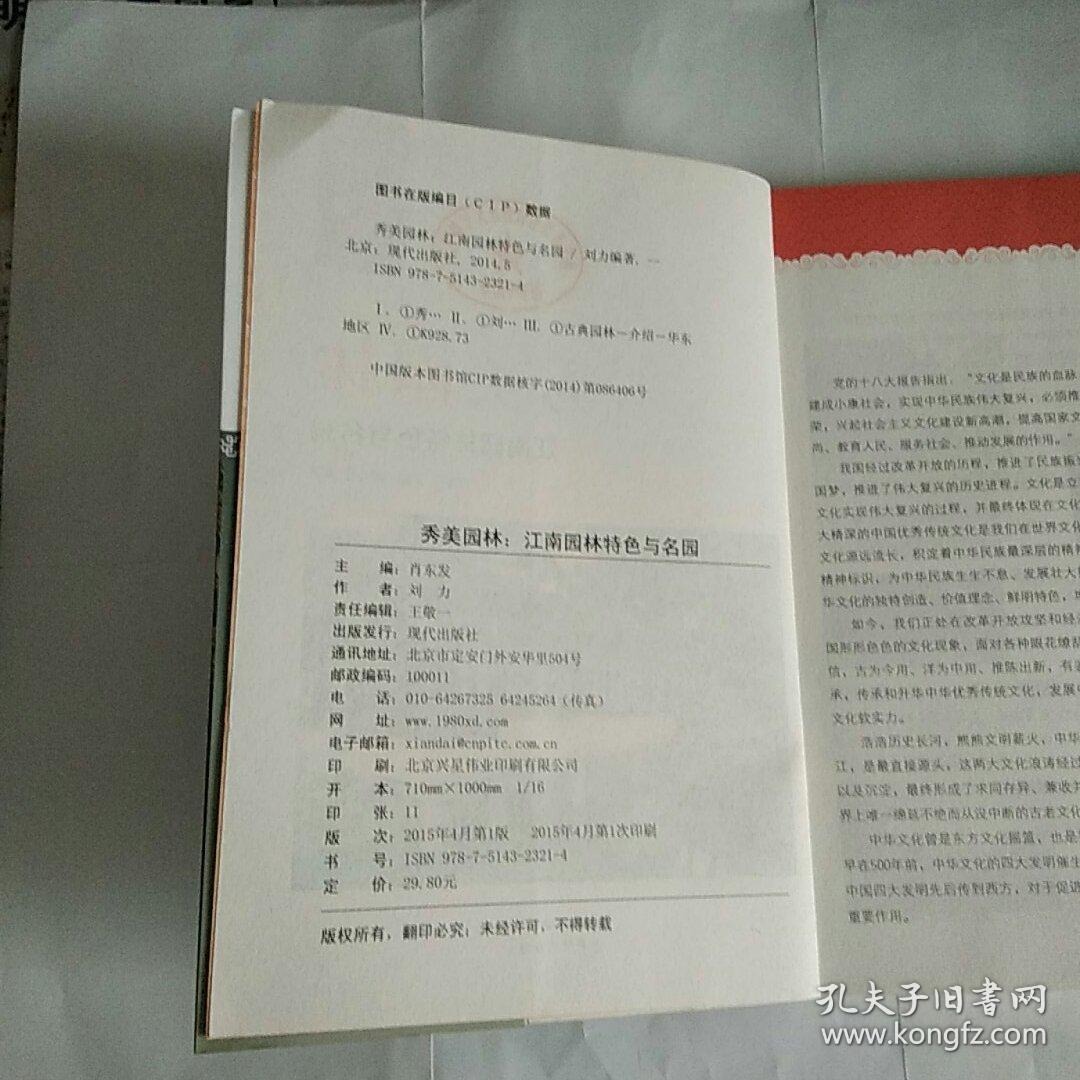 图书在版编目(CIP)数据
秀美园林：江南园林特色与名园 / 刘力编著. —
北京：现代出版社, 2014.5
ISBN 978-7-5143-2321-4
Ⅰ. ①秀… Ⅱ. ①刘… Ⅲ. ①古典园林－介绍－华东
地区 Ⅳ. ①K928.73
中国版本图书馆CIP数据核字(2014)第086406号
秀美园林：江南园林特色与名园
主 编：肖东发
作 者：刘 力
责任编辑：王敬一
出版发行：现代出版社
通讯地址：北京市定安门外安华里504号
邮政编码：100011
电 话：010-64267325 64245264（传真）
网 址：www.1980xd.com
电子邮箱：xiandai@cnpitc.com.cn
印 刷：北京兴星伟业印刷有限公司
开 本：710mm×1000mm 1/16
印 张：11
版 次：2015年4月第1版 2015年4月第1次印刷
书 号：ISBN 978-7-5143-2321-4
定 价：29.80元
版权所有，翻印必究；未经许可，不得转载
党的十八大报告指出，“文化是民族的血脉
建成小康社会，实现中华民族伟大复兴，必须推
荣，兴起社会主义文化建设新高潮，提高国家文
尚、教育人民、服务社会、推动发展的作用。”
我国经过改革开放的历程，推进了民族振
国梦，推进了伟大复兴的历史进程。文化是立
文化实现伟大复兴的过程，并最终体现在文化
大精深的中国优秀传统文化是我们在世界文化
文化源远流长，积淀着中华民族最深层的精
精神标识，为中华民族生生不息、发展壮大
华文化的独特创造、价值理念、鲜明特色，
如今，我们正处在改革开放攻坚和经
国形形色色的文化现象，面对各种眼花缭
信，古为今用、洋为中用、推陈出新，有
承，传承和升华中华优秀传统文化，发展
文化软实力。
浩浩历史长河，熊熊文明薪火，中华
江，是最直接源头，这两大文化浪涛经过
以及沉淀，最终形成了求同存异、兼收并
界上唯一绵延不绝而从没中断的古老文化
中华文化曾是东方文化摇篮，也是
早在500年前，中华文化的四大发明催生
中国四大发明先后传到西方，对于促进
重要作用。
孔夫子旧書网
www.kongfz.com